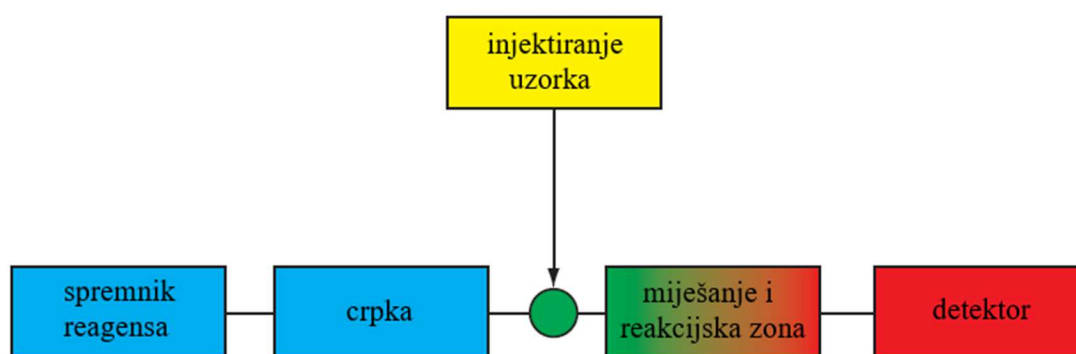 injektiranje
uzorka
spremnik
reagensa
crpka
miješanje i
reakcijska zona
detektor